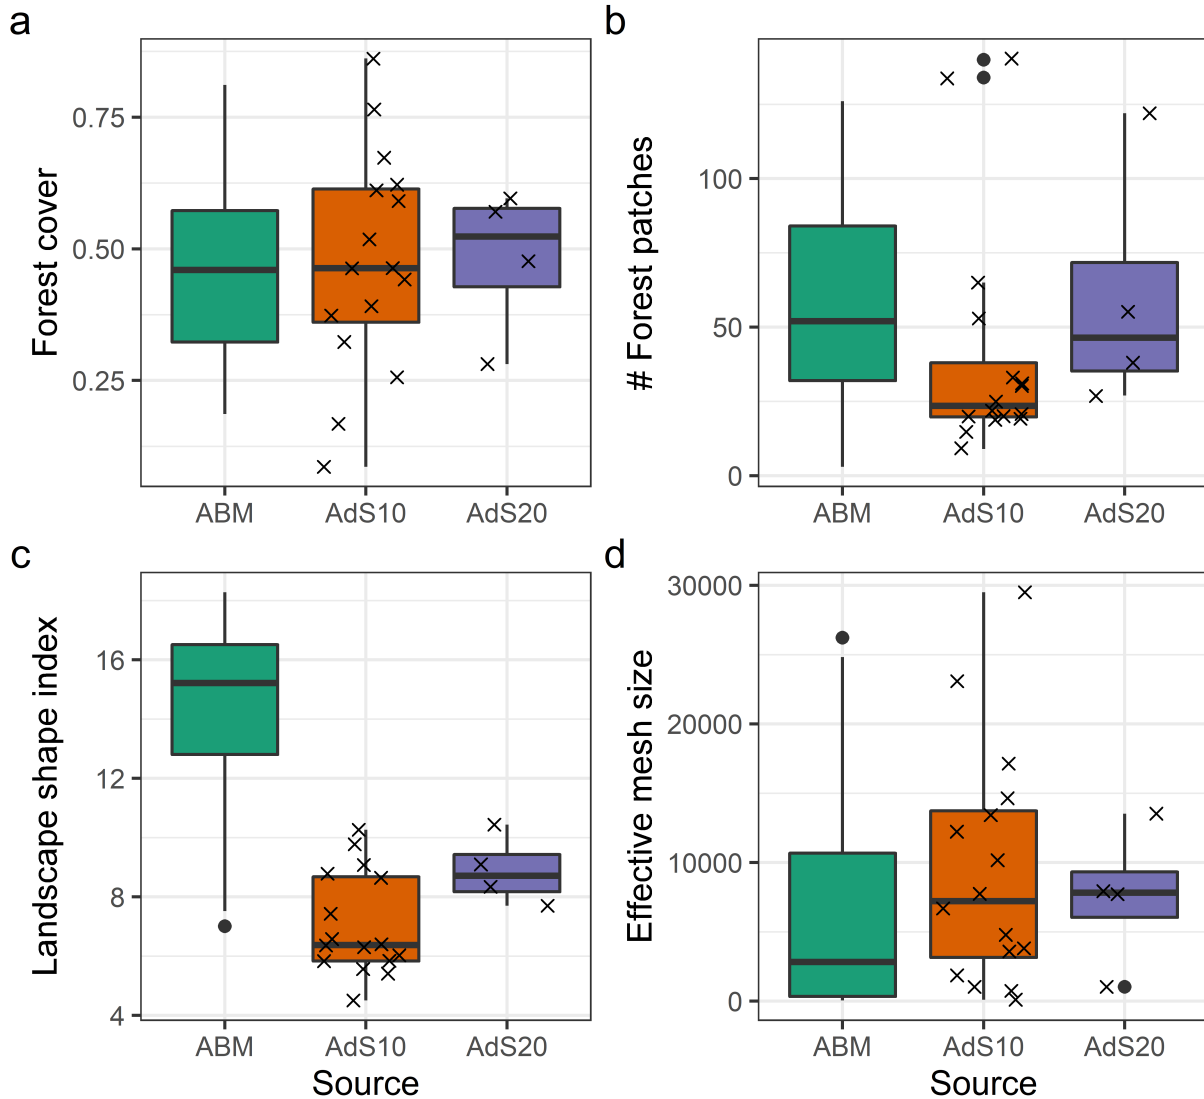 a
Forest cover
0.75
0.50
0.25
ABM AdS10 AdS20
b
# Forest patches
100
50
0
ABM AdS10 AdS20
c
Landscape shape index
16
12
8
4
ABM AdS10 AdS20
Source
d
Effective mesh size
30000
20000
10000
0
ABM AdS10 AdS20
Source